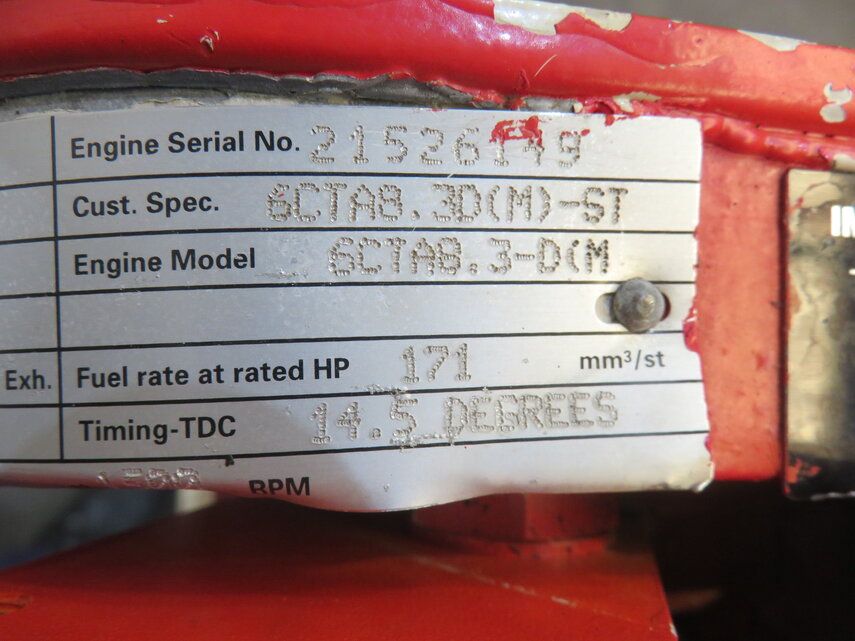 Engine Serial No. 21526149
Cust. Spec. 6CTA8.3D(M)-ST
Engine Model 6CTA8.3-D(M
Exh. Fuel rate at rated HP 171 mm³/st
Timing-TDC 14.5 DEGREES
RPM